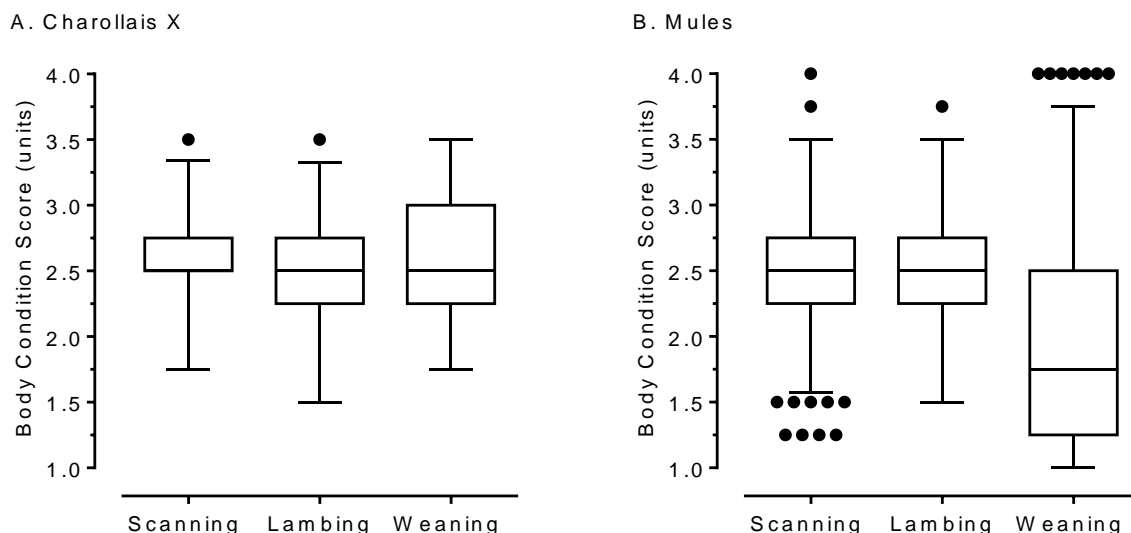 A. Charollais X
Body Condition Score (units)
4.0
3.5
3.0
2.5
2.0
1.5
1.0
Scanning Lambing Weaning
B. Mules
Body Condition Score (units)
4.0
3.5
3.0
2.5
2.0
1.5
1.0
Scanning Lambing Weaning